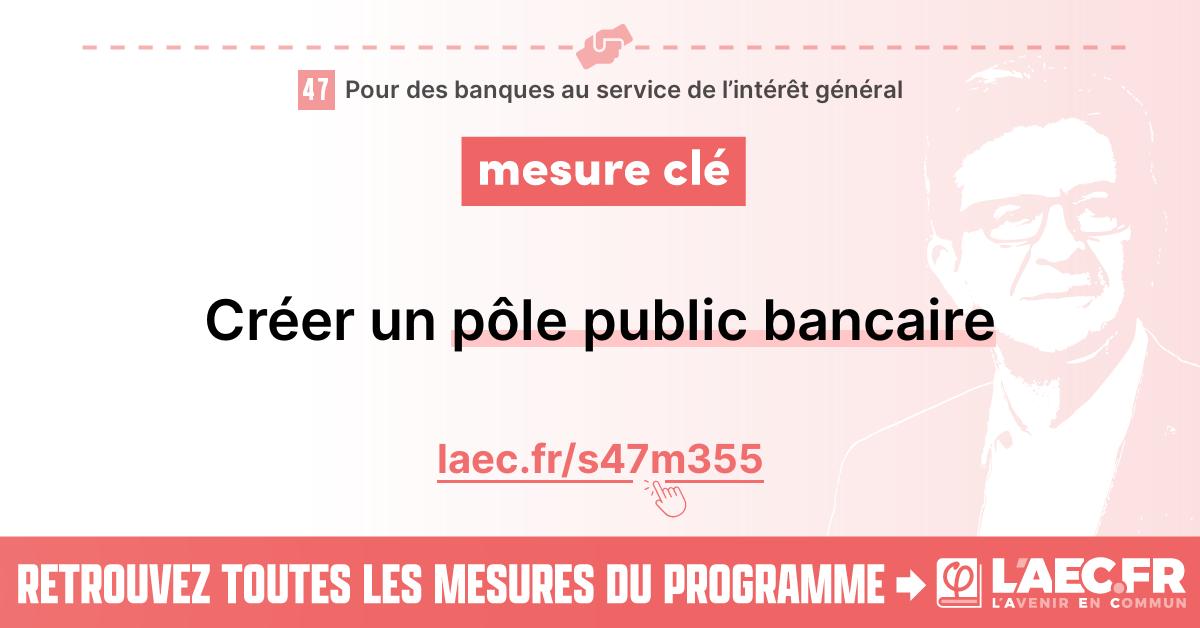 47 Pour des banques au service de l’intérêt général
mesure clé
Créer un pôle public bancaire
laec.fr/s47m355
RETROUVEZ TOUTES LES MESURES DU PROGRAMME
φ L'AEC.FR
L'AVENIR EN COMMUN